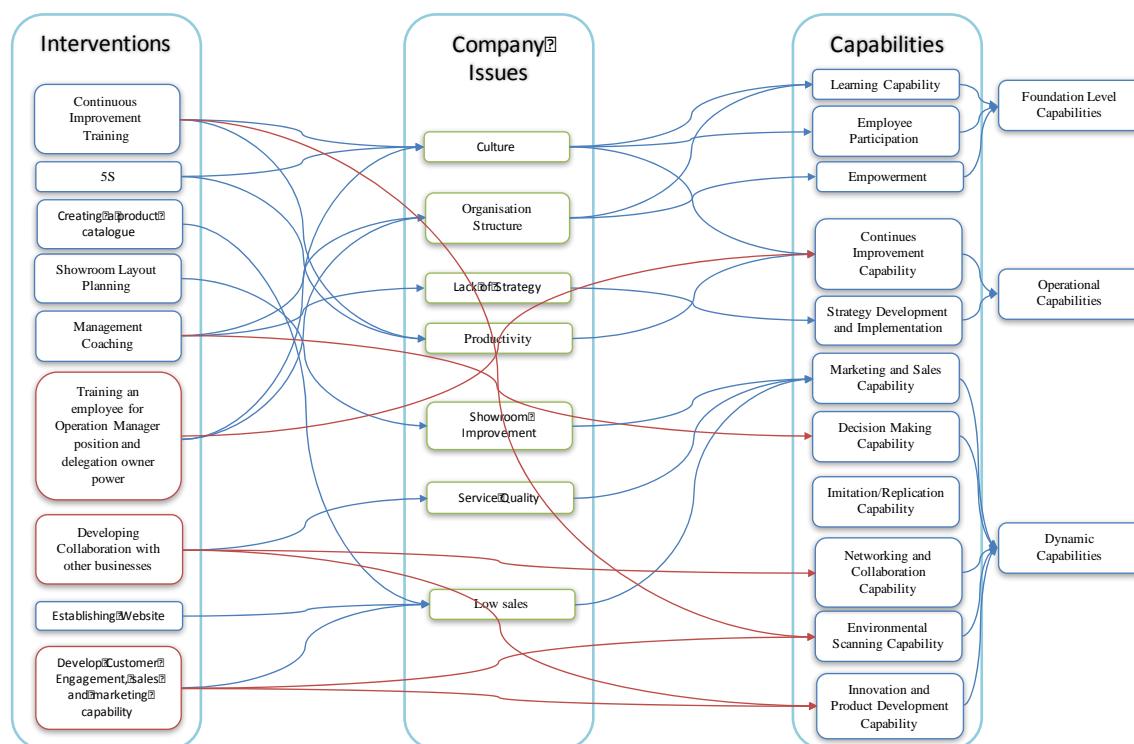 Interventions
Continuous
Improvement
Training
5S
Creating a product
catalogue
Showroom Layout
Planning
Management
Coaching
Training an
employee for
Operation Manager
position and
delegation owner
power
Developing
Collaboration with
other businesses
Establishing Website
Develop Customer
Engagement, sales
and marketing
capability
Company
Issues
Culture
Organisation
Structure
Lack of Strategy
Productivity
Showroom
Improvement
Service Quality
Low sales
Capabilities
Learning Capability
Employee
Participation
Empowerment
Continues
Improvement
Capability
Strategy Development
and Implementation
Marketing and Sales
Capability
Decision Making
Capability
Imitation/Replication
Capability
Networking and
Collaboration
Capability
Environmental
Scanning Capability
Innovation and
Product Development
Capability
Foundation Level
Capabilities
Operational
Capabilities
Dynamic
Capabilities